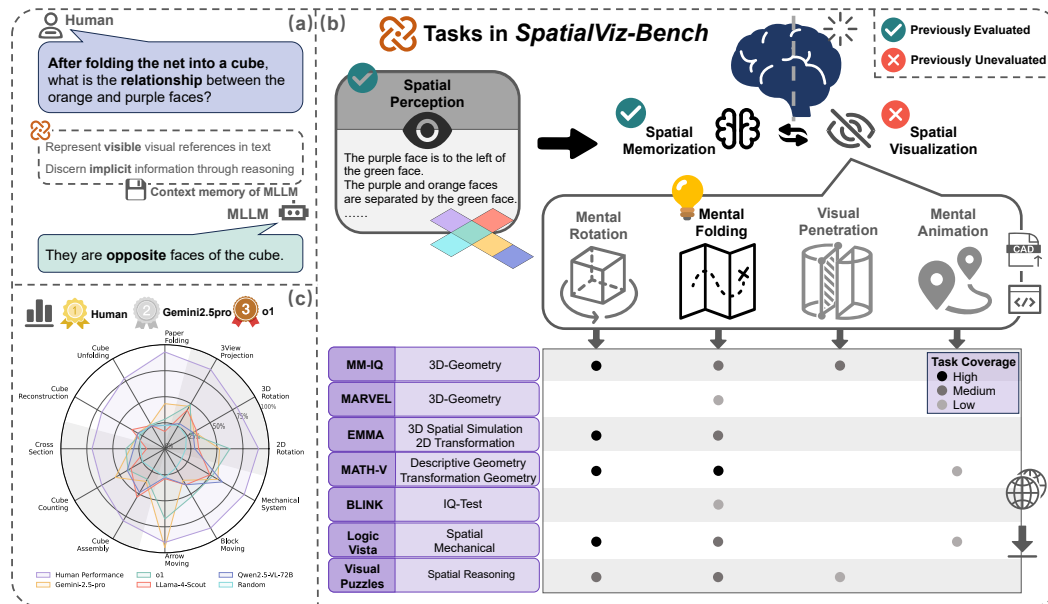 (a)
Human
After folding the net into a cube,
what is the relationship between the
orange and purple faces?
Represent visible visual references in text
Discern implicit information through reasoning
Context memory of MLLM
MLLM
They are opposite faces of the cube.
(b)
Tasks in SpatialViz-Bench
Previously Evaluated
Previously Unevaluated
Spatial
Perception
The purple face is to the left of
the green face.
The purple and orange faces
are separated by the green face.
......
Spatial
Memorization
Spatial
Visualization
Mental
Rotation
Mental
Folding
Visual
Penetration
Mental
Animation
CAD
</>
MM-IQ
3D-Geometry
MARVEL
3D-Geometry
EMMA
3D Spatial Simulation
2D Transformation
MATH-V
Descriptive Geometry
Transformation Geometry
BLINK
IQ-Test
Logic
Vista
Spatial
Mechanical
Visual
Puzzles
Spatial Reasoning
Task Coverage
High
Medium
Low
(c)
1
Human
2
Gemini2.5pro
3
o1
Paper
Folding
3View
Projection
3D
Rotation
2D
Rotation
Mechanical
System
Block
Moving
Arrow
Moving
Cube
Assembly
Cube
Counting
Cross
Section
Cube
Reconstruction
Cube
Unfolding
25%
50%
75%
100%
Human Performance
Gemini-2.5-pro
o1
LLama-4-Scout
Qwen2.5-VL-72B
Random